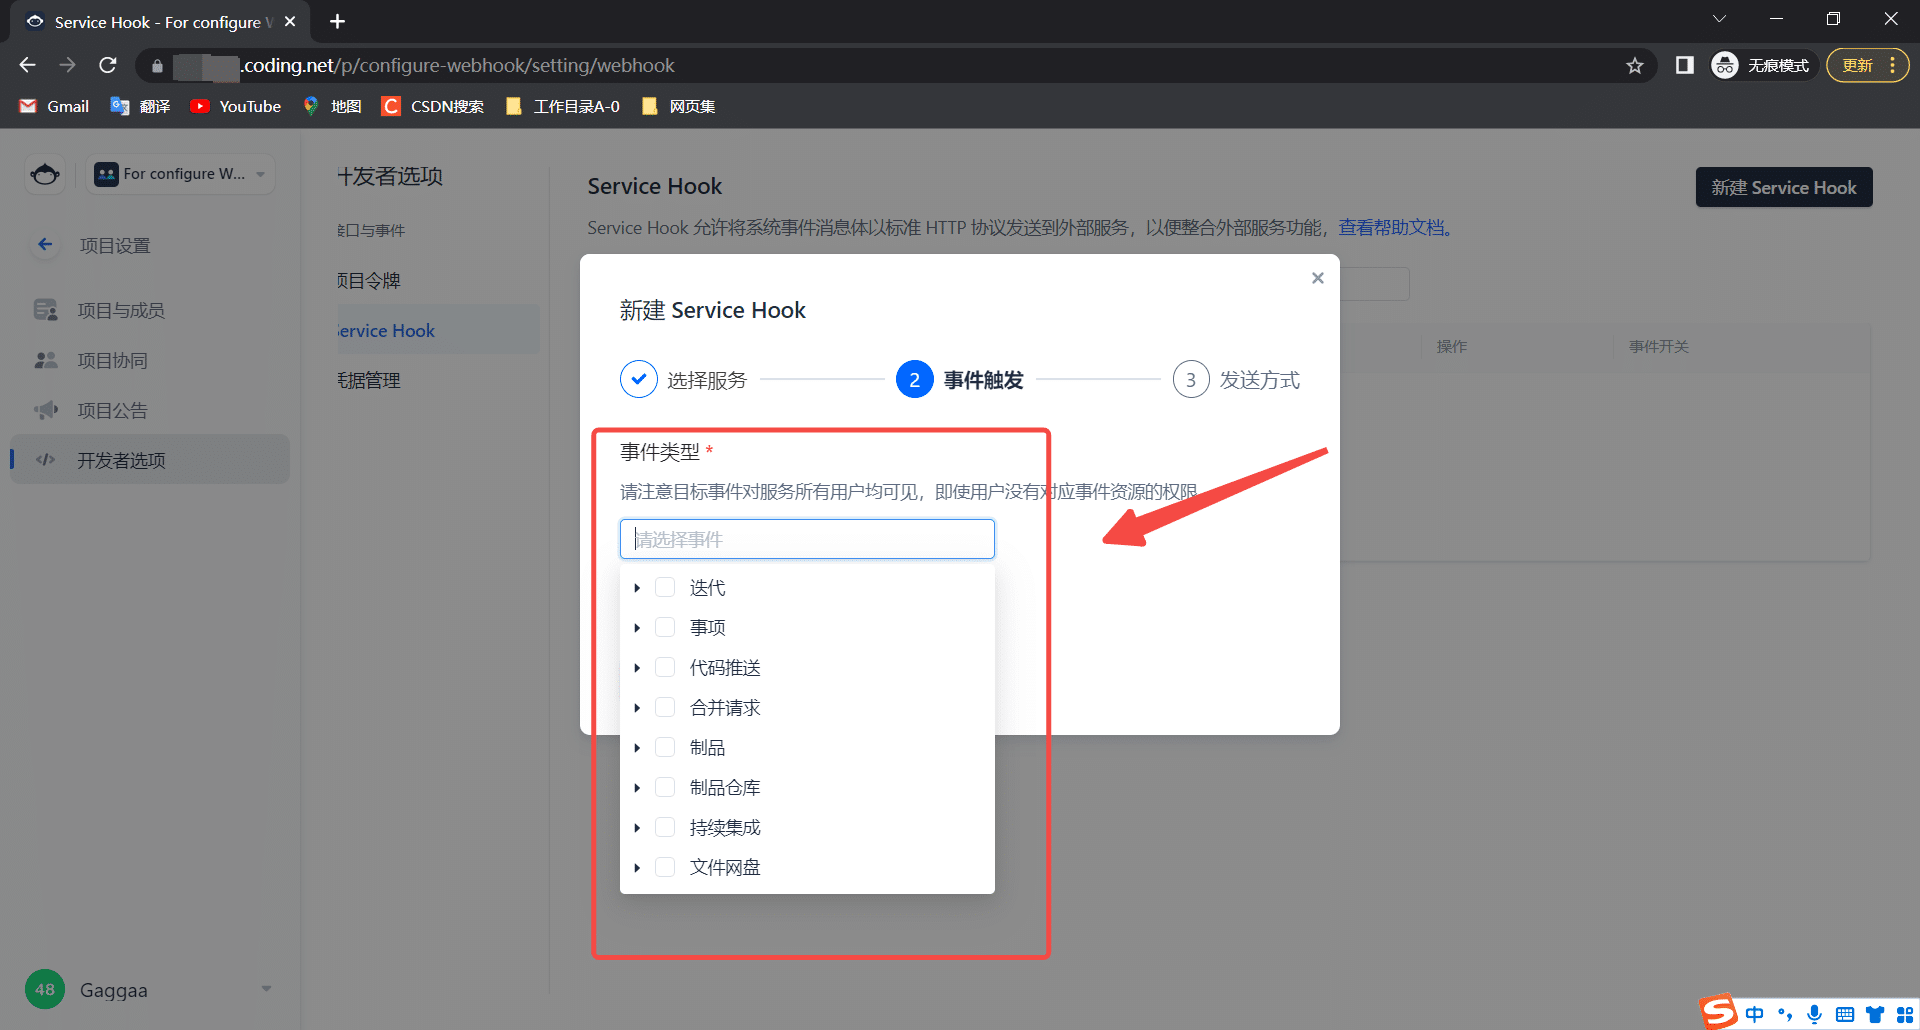 Service Hook - For configure W
.coding.net/p/configure-webhook/setting/webhook
无痕模式
更新
Gmail
翻译
YouTube
地图
CSDN搜索
工作目录A-0
网页集
For configure W...
项目设置
项目与成员
项目协同
项目公告
开发者选项
48
Gaggaa
开发者选项
接口与事件
项目令牌
Service Hook
凭据管理
Service Hook
新建 Service Hook
Service Hook 允许将系统事件消息体以标准 HTTP 协议发送到外部服务，以便整合外部服务功能，查看帮助文档。
操作
事件开关
新建 Service Hook
选择服务
2 事件触发
3 发送方式
事件类型 *
请注意目标事件对服务所有用户均可见，即使用户没有对应事件资源的权限
请选择事件
迭代
事项
代码推送
合并请求
制品
制品仓库
持续集成
文件网盘
中